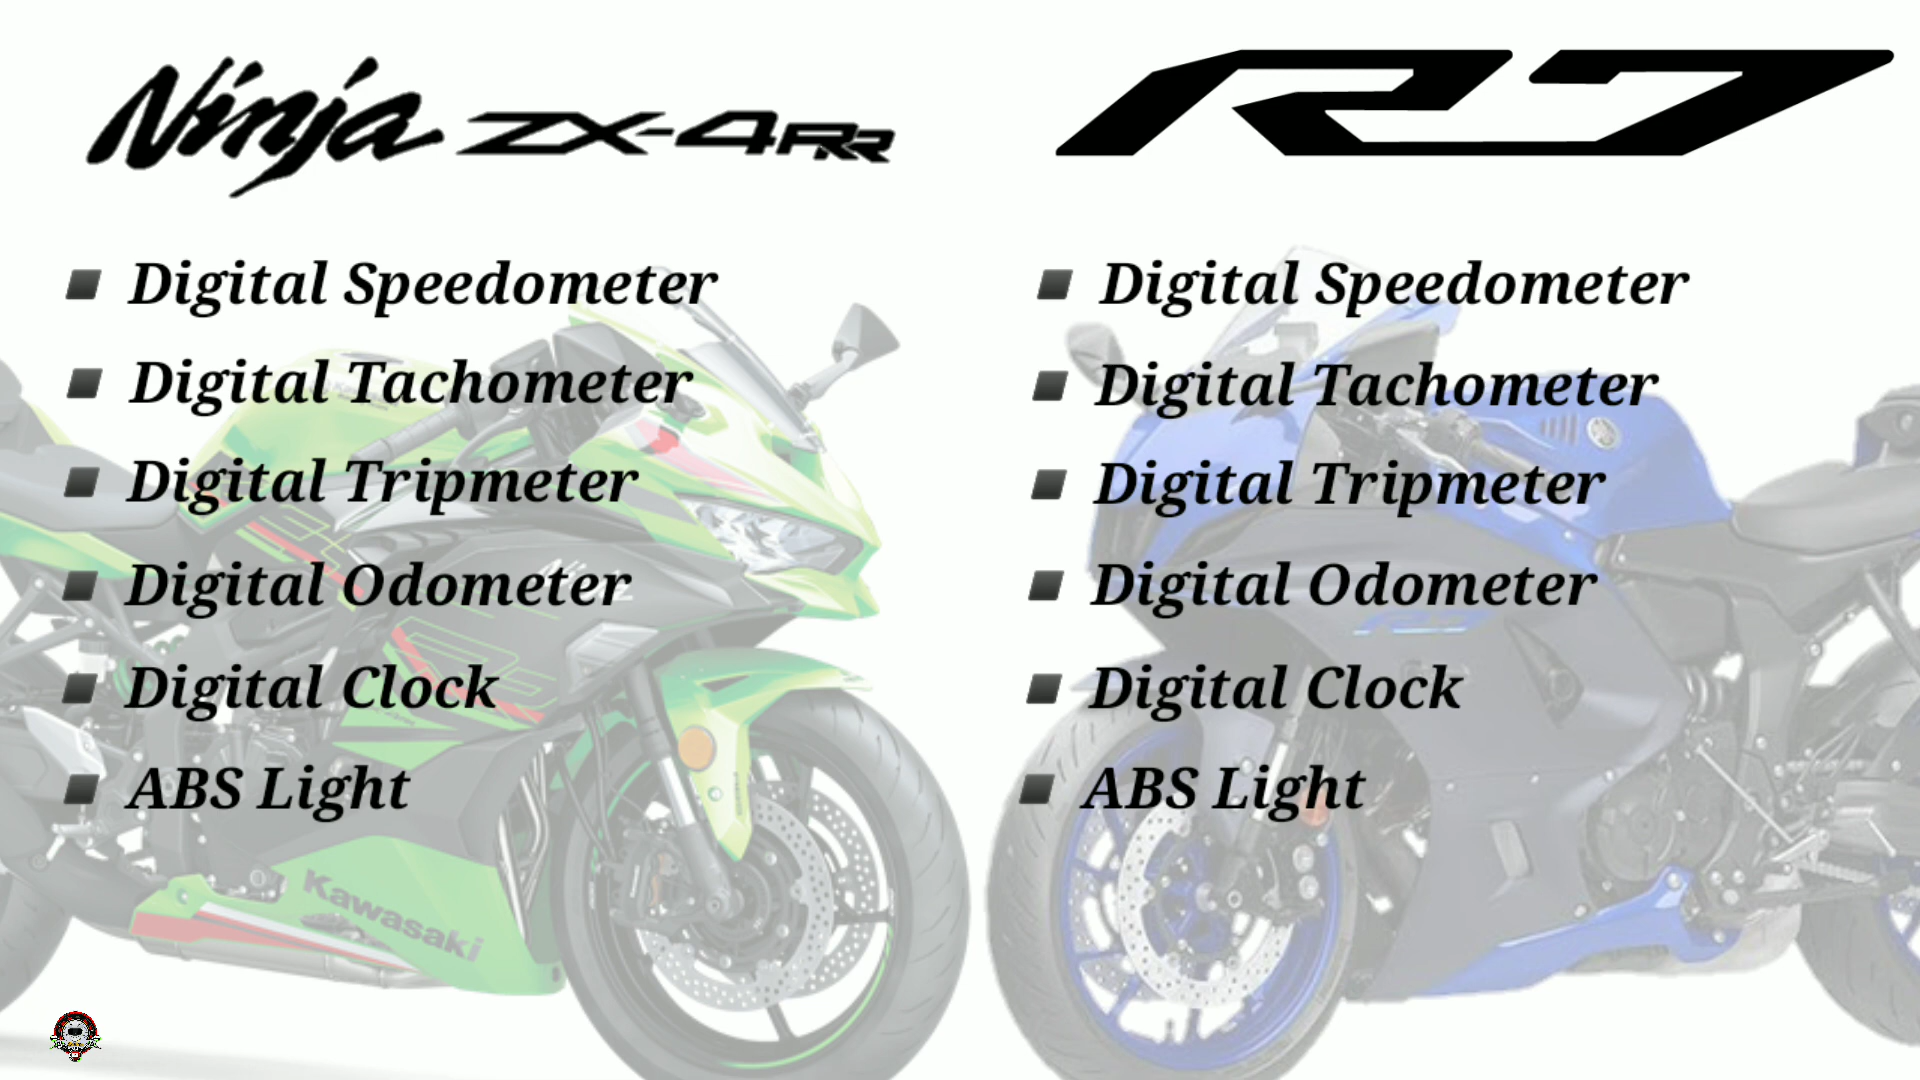 Ninja ZX-4RR
Digital Speedometer
Digital Tachometer
Digital Tripmeter
Digital Odometer
Digital Clock
ABS Light
Kawasaki
R7
Digital Speedometer
Digital Tachometer
Digital Tripmeter
Digital Odometer
Digital Clock
ABS Light
R7